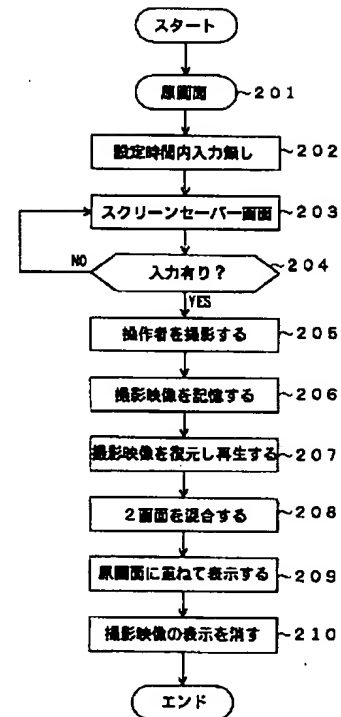 スタート
原画面 ~201
設定時間内入力無し ~202
スクリーンセーバー画面 ~203
NO 入力有り? 204
YES
操作者を撮影する ~205
撮影映像を記憶する ~206
撮影映像を復元し再生する ~207
2画面を混合する ~208
原画面に重ねて表示する ~209
撮影映像の表示を消す ~210
エンド